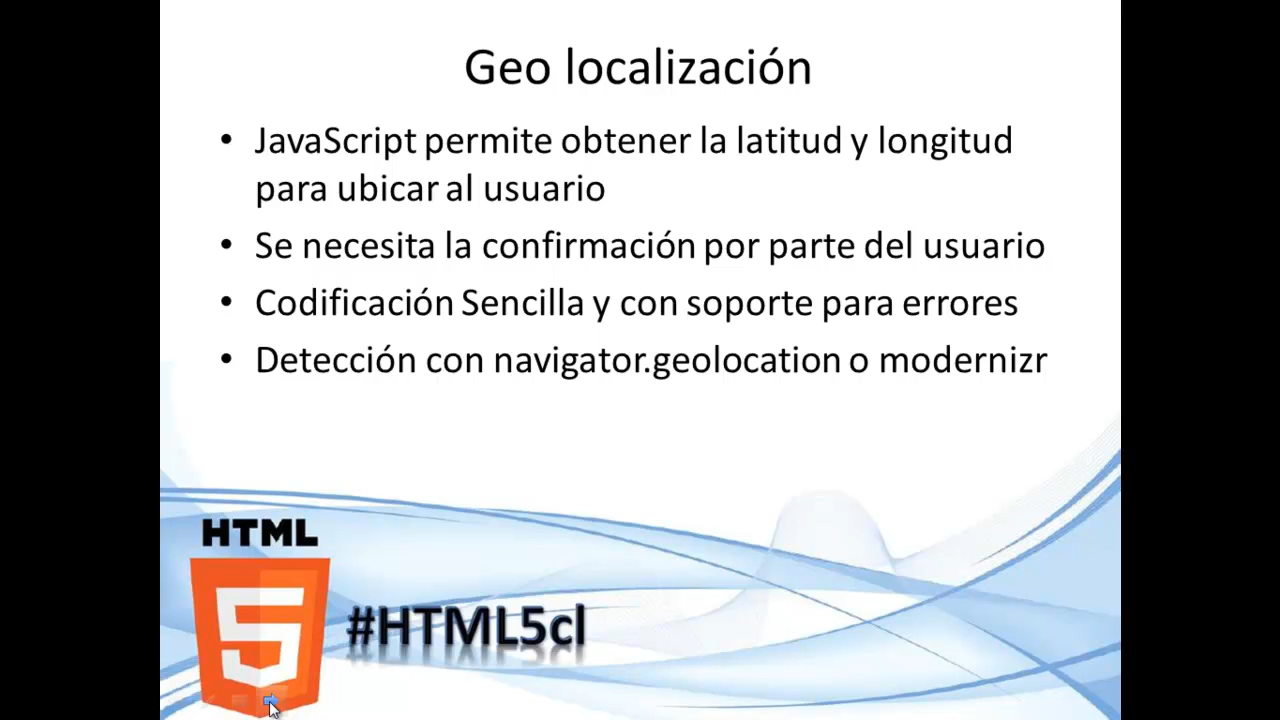 Geo localización
• JavaScript permite obtener la latitud y longitud
para ubicar al usuario
• Se necesita la confirmación por parte del usuario
• Codificación Sencilla y con soporte para errores
• Detección con navigator.geolocation o modernizr
HTML
5
#HTML5cl